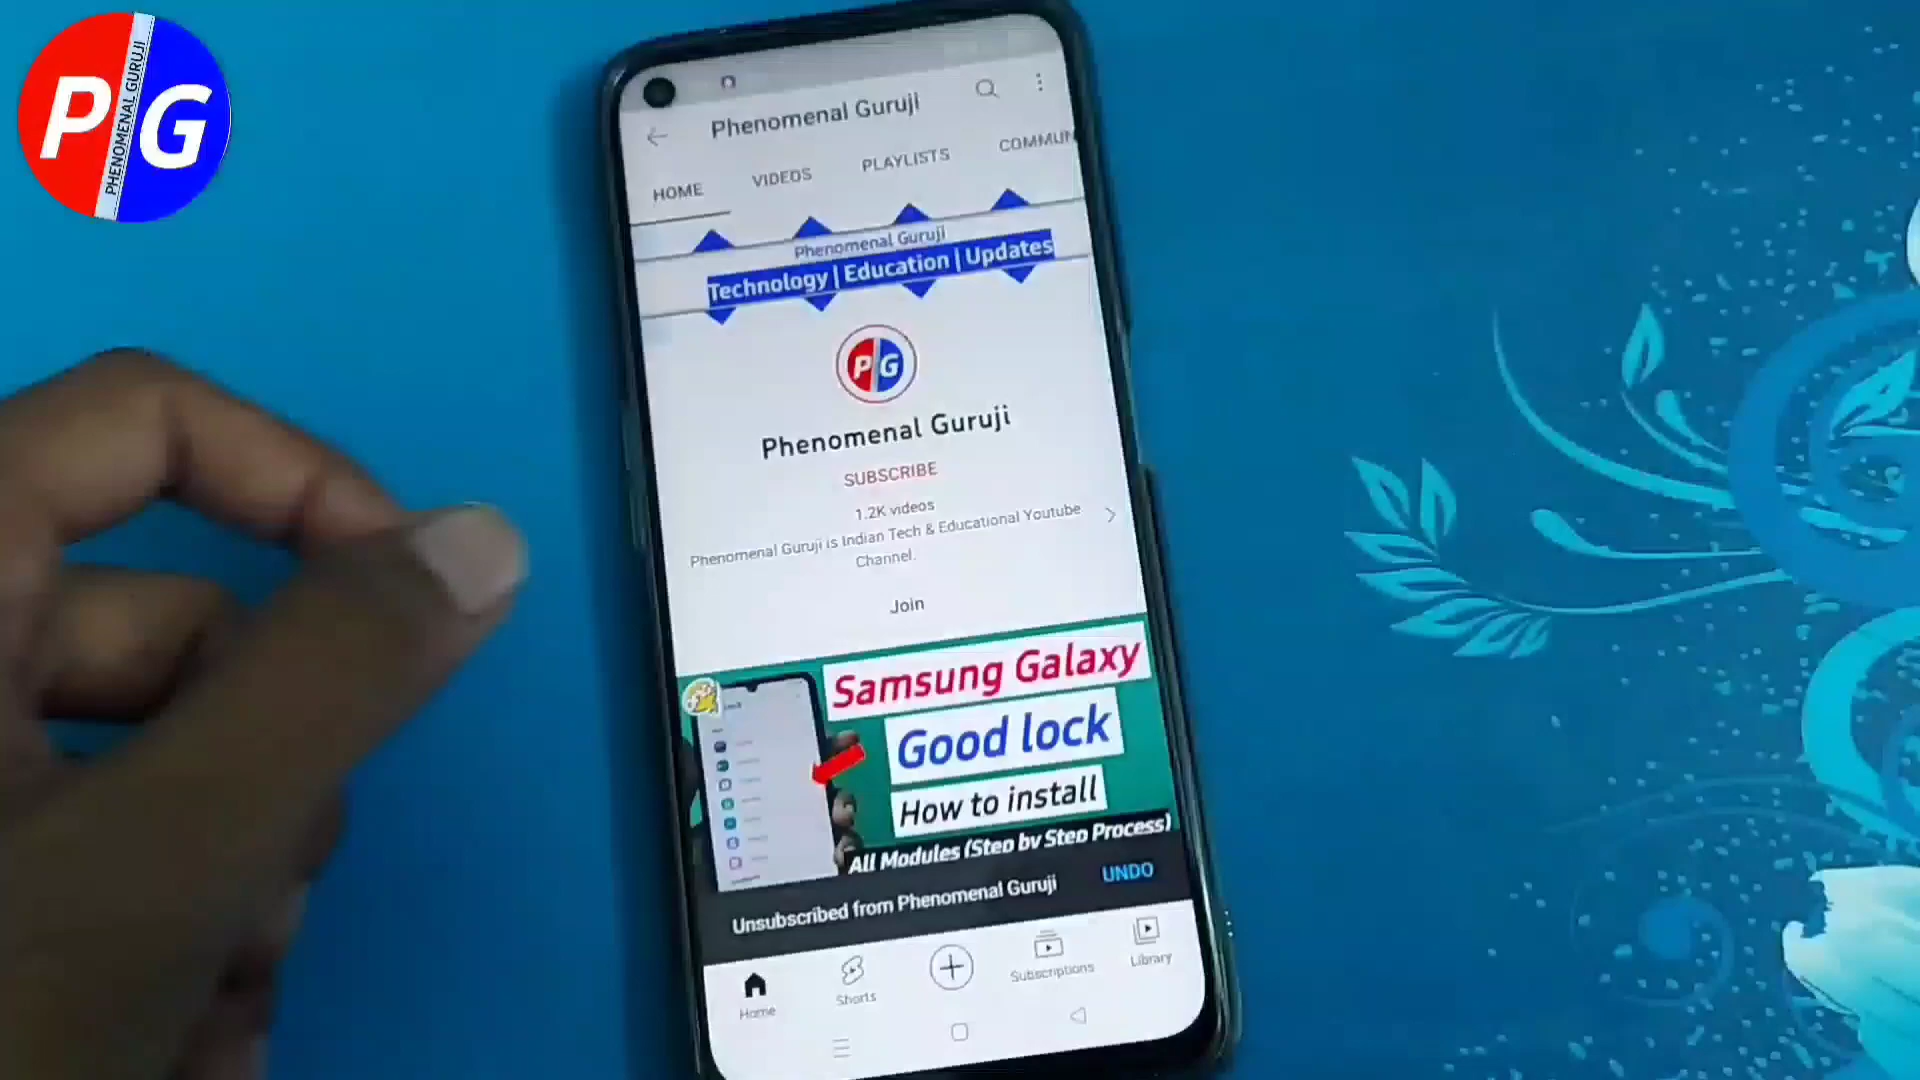 PG
PHENOMENAL GURUJI
Phenomenal Guruji
HOME VIDEOS PLAYLISTS COMMUN
Phenomenal Guruji
Technology | Education | Updates
PG
Phenomenal Guruji
SUBSCRIBE
1.2K videos
Phenomenal Guruji is Indian Tech & Educational Youtube
Channel.
Join
Samsung Galaxy
Good lock
How to install
All Modules (Step by Step Process)
Unsubscribed from Phenomenal Guruji UNDO
Home Shorts Subscriptions Library